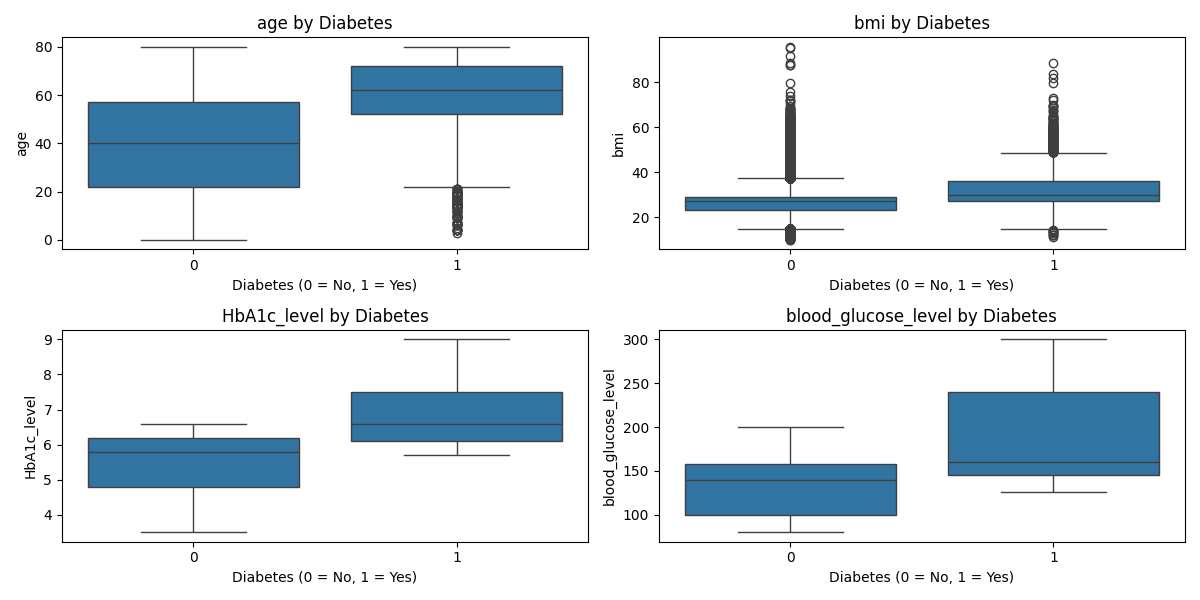 age by Diabetes
80
60
40
20
0
age
0 1
Diabetes (0 = No, 1 = Yes)
bmi by Diabetes
80
60
40
20
bmi
0 1
Diabetes (0 = No, 1 = Yes)
HbA1c_level by Diabetes
9
8
7
6
5
4
HbA1c_level
0 1
Diabetes (0 = No, 1 = Yes)
blood_glucose_level by Diabetes
300
250
200
150
100
blood_glucose_level
0 1
Diabetes (0 = No, 1 = Yes)